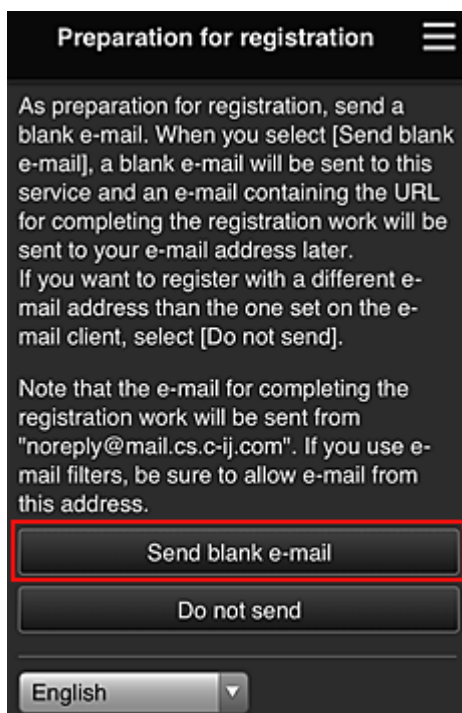 Preparation for registration
As preparation for registration, send a
blank e-mail. When you select [Send blank
e-mail], a blank e-mail will be sent to this
service and an e-mail containing the URL
for completing the registration work will be
sent to your e-mail address later.
If you want to register with a different e-
mail address than the one set on the e-
mail client, select [Do not send].
Note that the e-mail for completing the
registration work will be sent from
"noreply@mail.cs.c-ij.com". If you use e-
mail filters, be sure to allow e-mail from
this address.
Send blank e-mail
Do not send
English